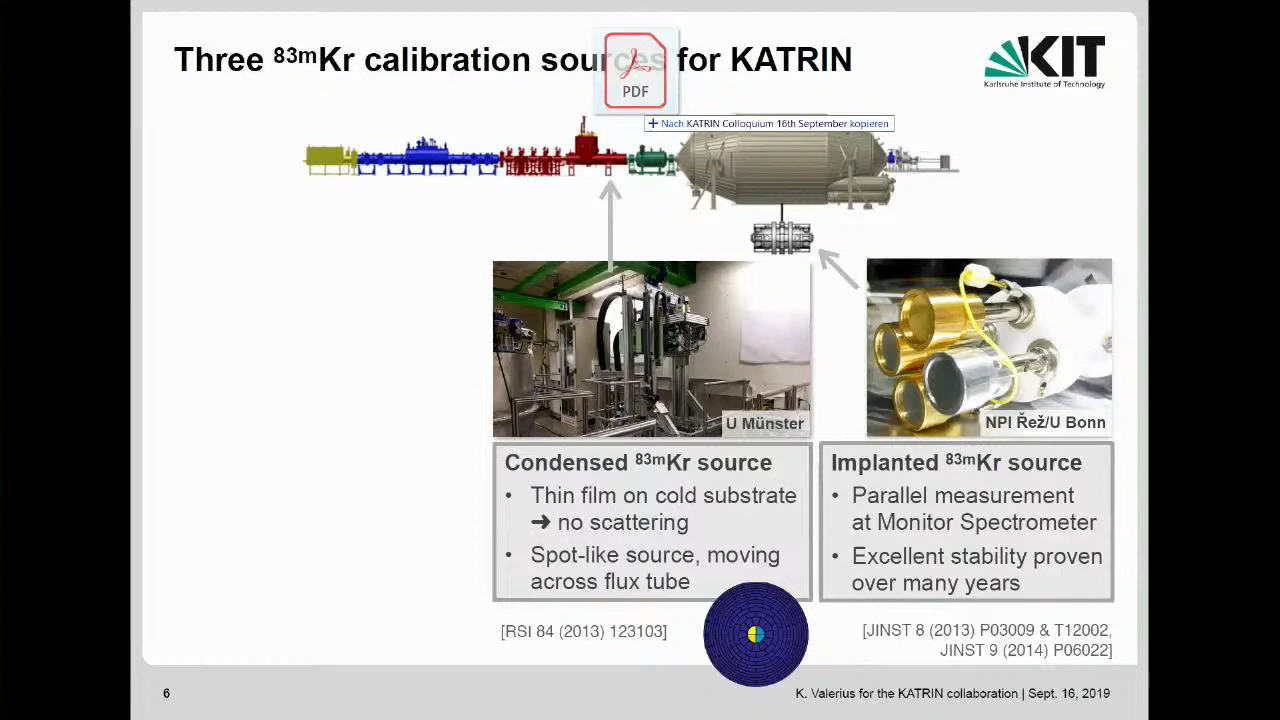 Three ⁸³ᵐKr calibration sources for KATRIN
PDF
KIT
Karlsruhe Institute of Technology
+ Nach KATRIN Colloquium 16th September kopieren
U Münster
NPI Řež/U Bonn
Condensed ⁸³ᵐKr source
• Thin film on cold substrate
➜ no scattering
• Spot-like source, moving
across flux tube
Implanted ⁸³ᵐKr source
• Parallel measurement
at Monitor Spectrometer
• Excellent stability proven
over many years
[RSI 84 (2013) 123103]
[JINST 8 (2013) P03009 & T12002,
JINST 9 (2014) P06022]
6
K. Valerius for the KATRIN collaboration | Sept. 16, 2019